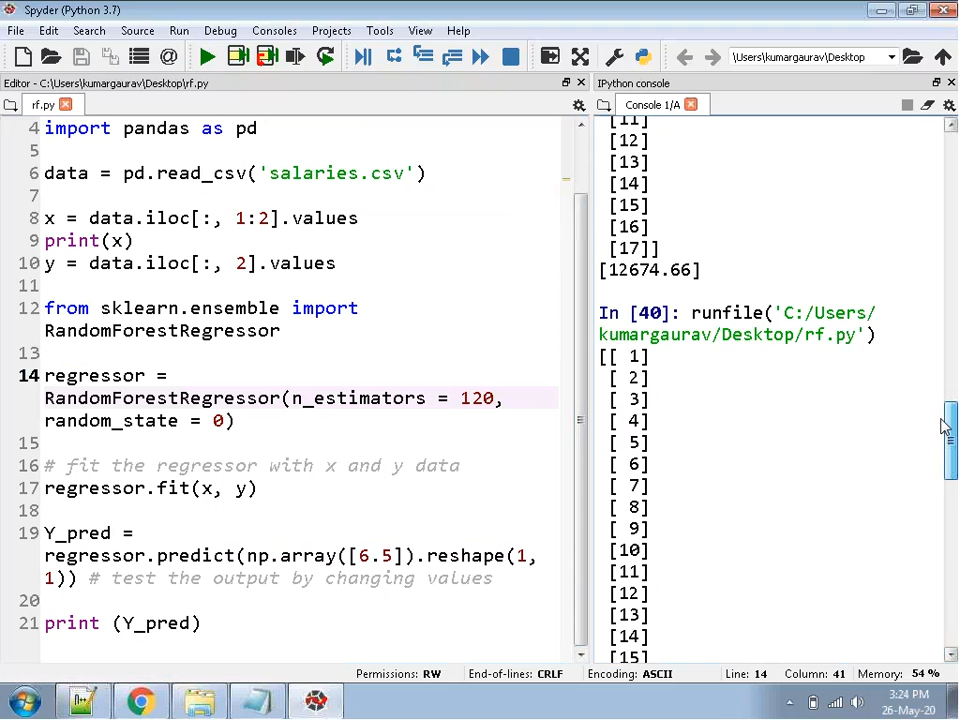 Spyder (Python 3.7)
File Edit Search Source Run Debug Consoles Projects Tools View Help
\Users\kumargaurav\Desktop
Editor - C:\Users\kumargaurav\Desktop\rf.py
rf.py
4 import pandas as pd
5
6 data = pd.read_csv('salaries.csv')
7
8 x = data.iloc[:, 1:2].values
9 print(x)
10 y = data.iloc[:, 2].values
11
12 from sklearn.ensemble import
RandomForestRegressor
13
14 regressor =
RandomForestRegressor(n_estimators = 120,
random_state = 0)
15
16 # fit the regressor with x and y data
17 regressor.fit(x, y)
18
19 Y_pred =
regressor.predict(np.array([6.5]).reshape(1,
1)) # test the output by changing values
20
21 print (Y_pred)
IPython console
Console 1/A
[11]
[12]
[13]
[14]
[15]
[16]
[17]]
[12674.66]
In [40]: runfile('C:/Users/
kumargaurav/Desktop/rf.py')
[[ 1]
[ 2]
[ 3]
[ 4]
[ 5]
[ 6]
[ 7]
[ 8]
[ 9]
[10]
[11]
[12]
[13]
[14]
[15]
Permissions: RW End-of-lines: CRLF Encoding: ASCII Line: 14 Column: 41 Memory: 54 %
3:24 PM
26-May-20